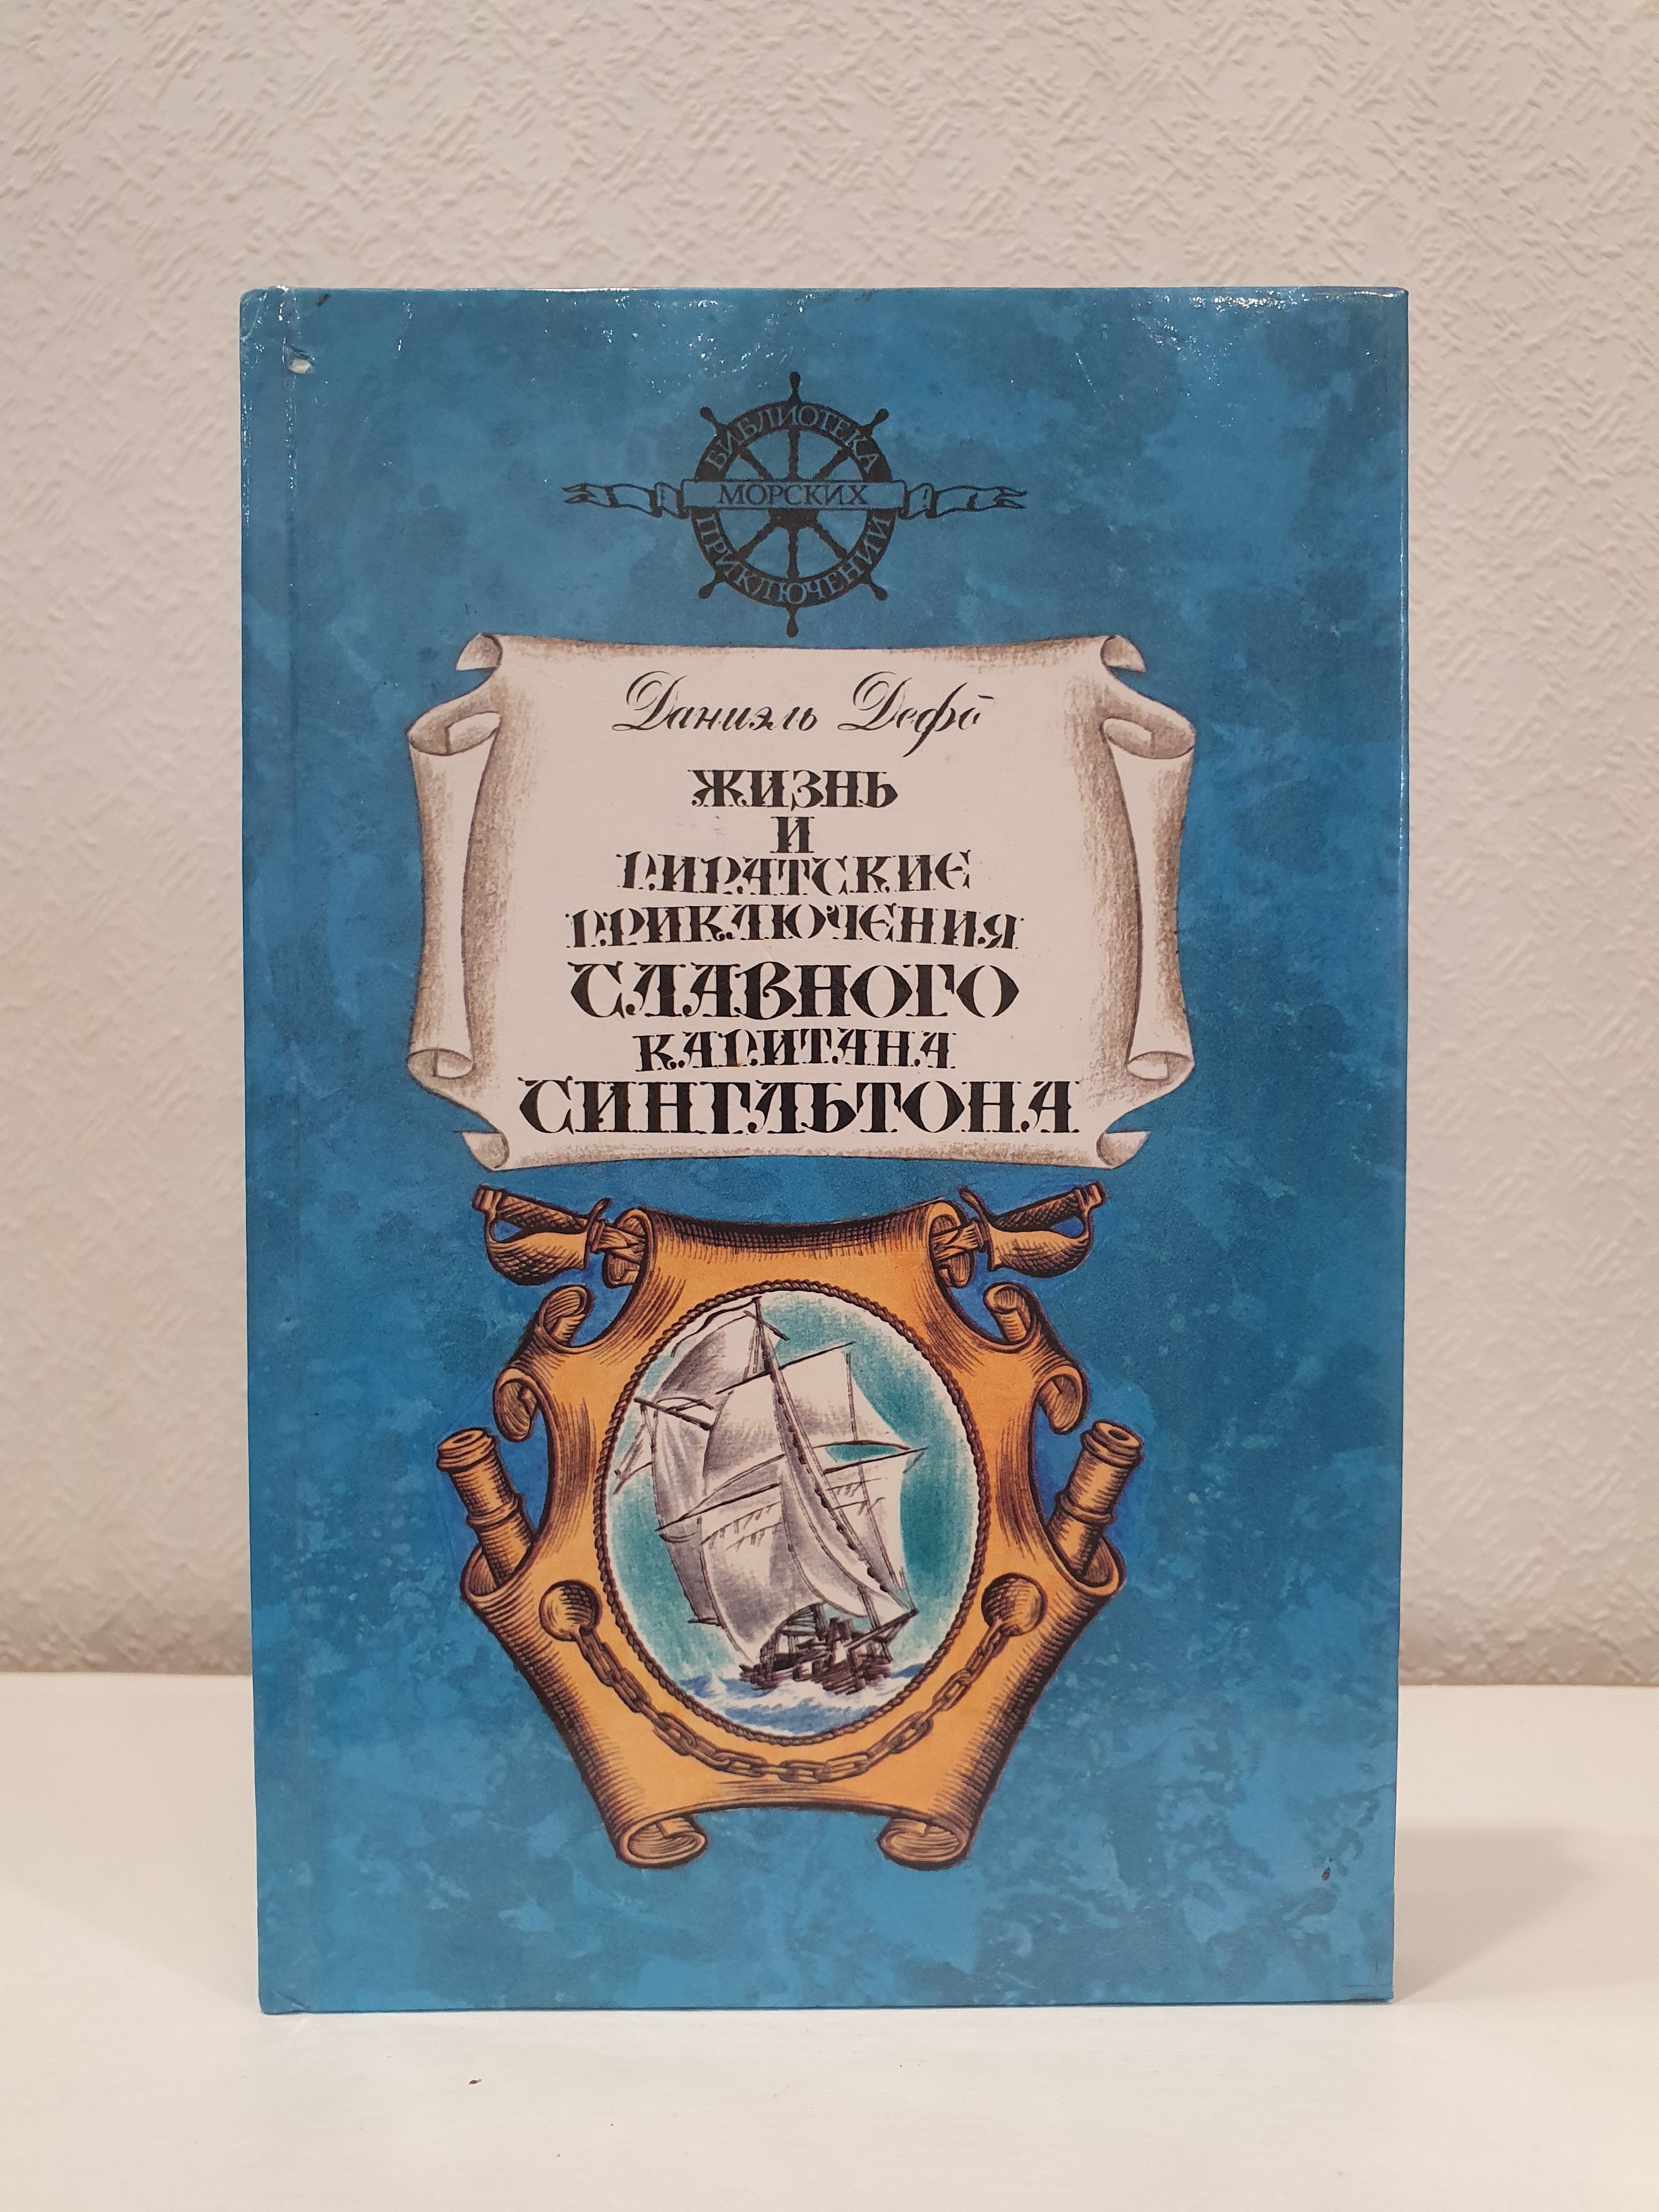 БИБЛИОТЕКА
МОРСКИХ
ПРИКЛЮЧЕНИЙ
Даниэль Дефо
ЖИЗНЬ
И
ПИРАТСКИЕ
ПРИКЛЮЧЕНИЯ
СЛАВНОГО
КАПИТАНА
СИНГЛЬТОНА